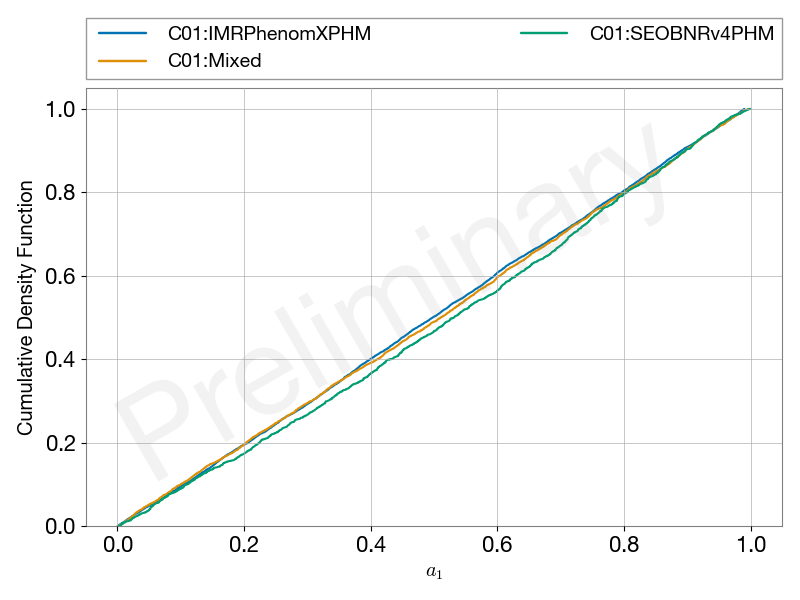 C01:IMRPhenomXPHM
C01:Mixed
C01:SEOBNRv4PHM
Preliminary
Cumulative Density Function
1.0
0.8
0.6
0.4
0.2
0.0
0.0 0.2 0.4 0.6 0.8 1.0
a₁